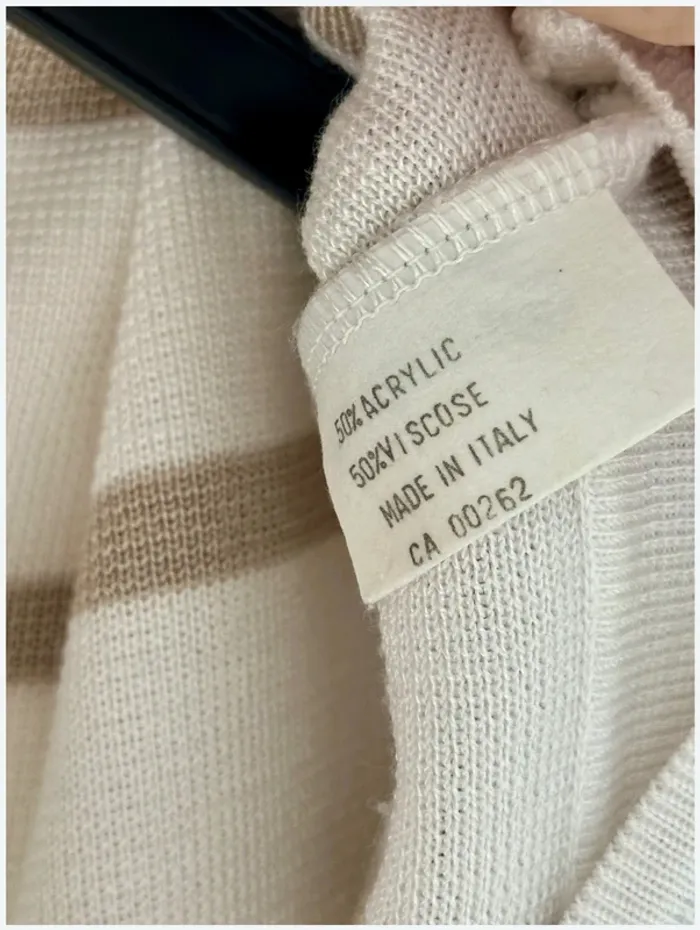 50% ACRYLIC
50% VISCOSE
MADE IN ITALY
CA 00262